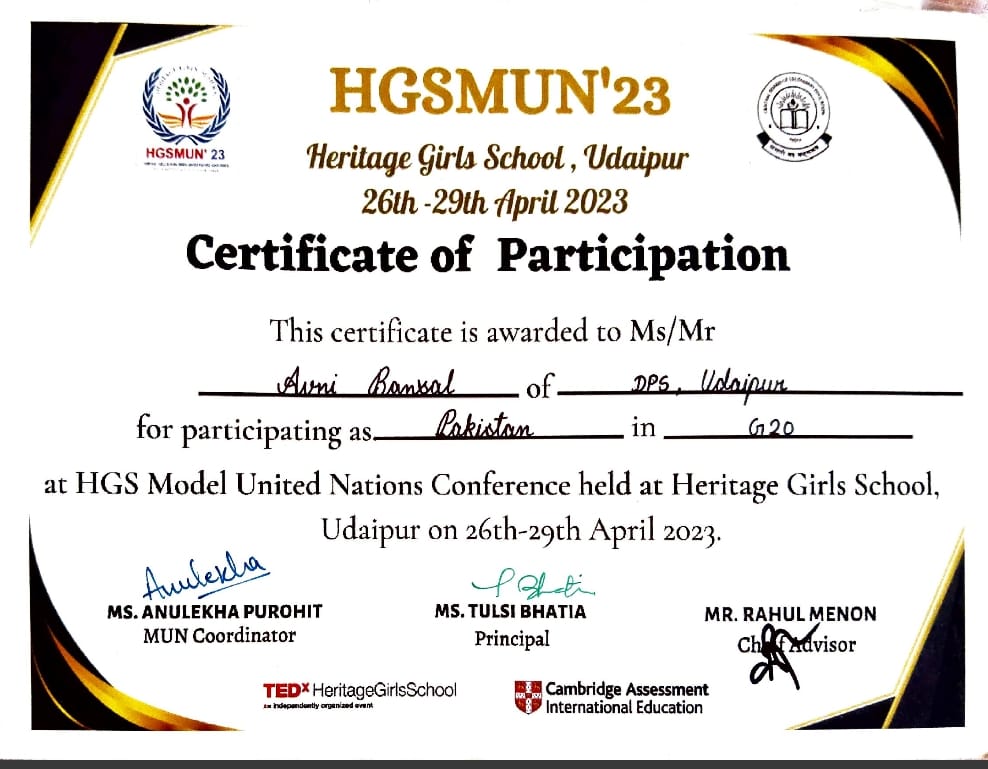 HGSMUN'23
HGSMUN' 23
Heritage Girls School , Udaipur
26th -29th April 2023
Certificate of Participation
This certificate is awarded to Ms/Mr
Avni Bansal of DPS, Udaipur
for participating as Pakistan in G20
at HGS Model United Nations Conference held at Heritage Girls School,
Udaipur on 26th-29th April 2023.
Anulekha
MS. ANULEKHA PUROHIT
MUN Coordinator
T Bhati
MS. TULSI BHATIA
Principal
MR. RAHUL MENON
Chief Advisor
TEDx HeritageGirlsSchool
x= independently organized event
Cambridge Assessment
International Education